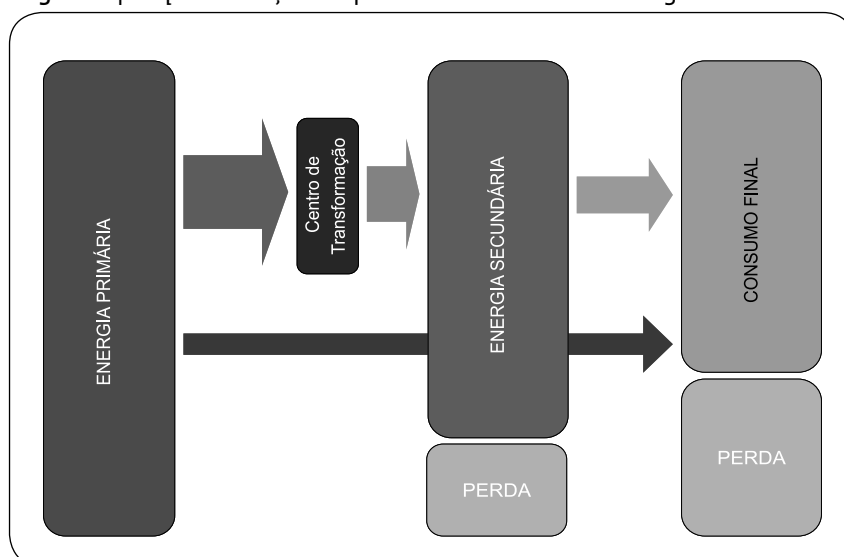 ENERGIA PRIMÁRIA
Centro de
Transformação
ENERGIA SECUNDÁRIA
PERDA
CONSUMO FINAL
PERDA